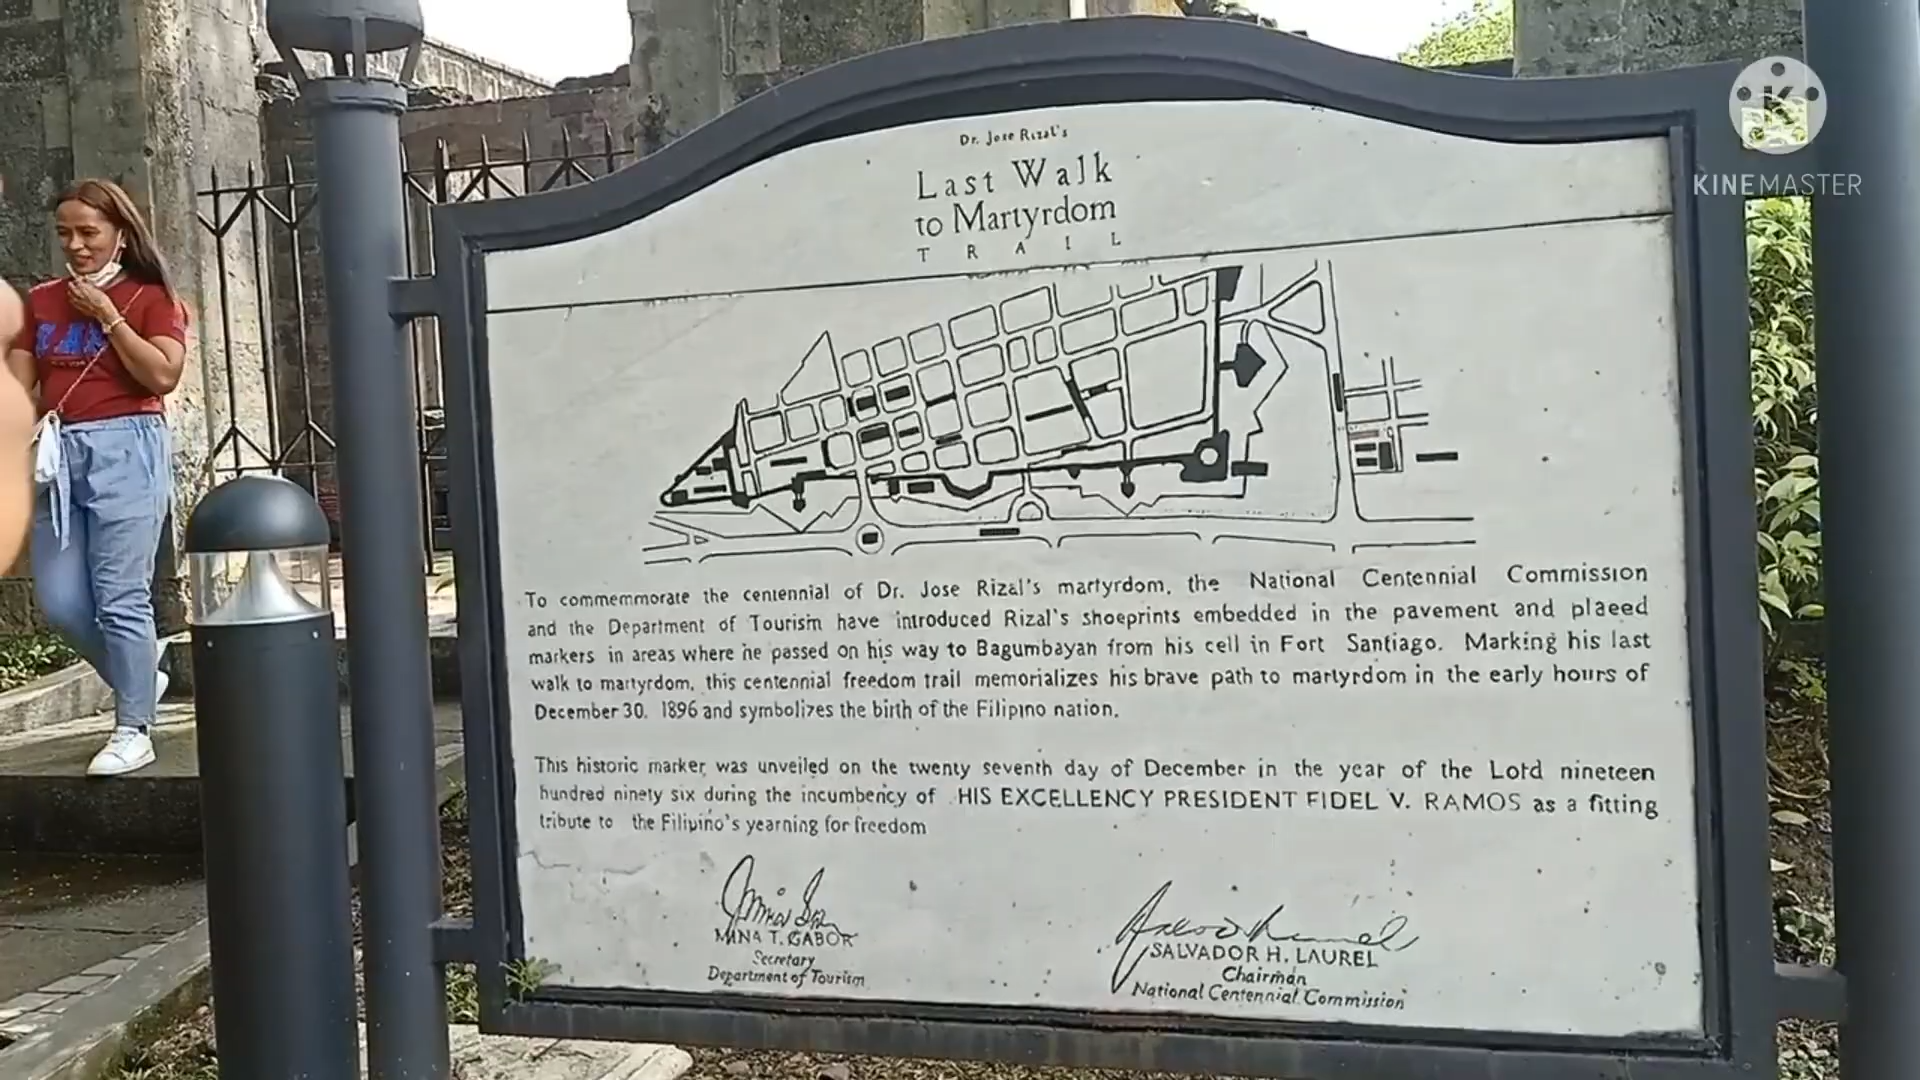 Dr. Jose Rizal's
Last Walk
to Martyrdom
TRAIL
KINEMASTER
To commemmorate the centennial of Dr. Jose Rizal's martyrdom, the National Centennial Commission
and the Department of Tourism have introduced Rizal's shoeprints embedded in the pavement and placed
markers in areas where he passed on his way to Bagumbayan from his cell in Fort Santiago. Marking his last
walk to martyrdom, this centennial freedom trail memorializes his brave path to martyrdom in the early hours of
December 30, 1896 and symbolizes the birth of the Filipino nation.
This historic marker was unveiled on the twenty seventh day of December in the year of the Lord nineteen
hundred ninety six during the incumbency of HIS EXCELLENCY PRESIDENT FIDEL V. RAMOS as a fitting
tribute to the Filipino's yearning for freedom
MINA T. GABOR
Secretary
Department of Tourism
SALVADOR H. LAUREL
Chairman
National Centennial Commission